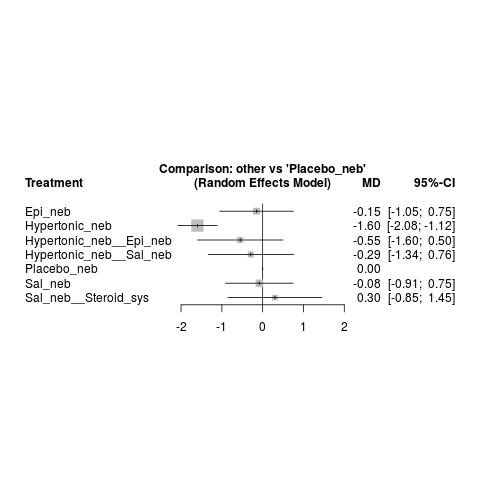 Comparison: other vs 'Placebo_neb'
Treatment (Random Effects Model) MD 95%-CI
Epi_neb -0.15 [-1.05; 0.75]
Hypertonic_neb -1.60 [-2.08; -1.12]
Hypertonic_neb__Epi_neb -0.55 [-1.60; 0.50]
Hypertonic_neb__Sal_neb -0.29 [-1.34; 0.76]
Placebo_neb 0.00
Sal_neb -0.08 [-0.91; 0.75]
Sal_neb__Steroid_sys 0.30 [-0.85; 1.45]
-2 -1 0 1 2